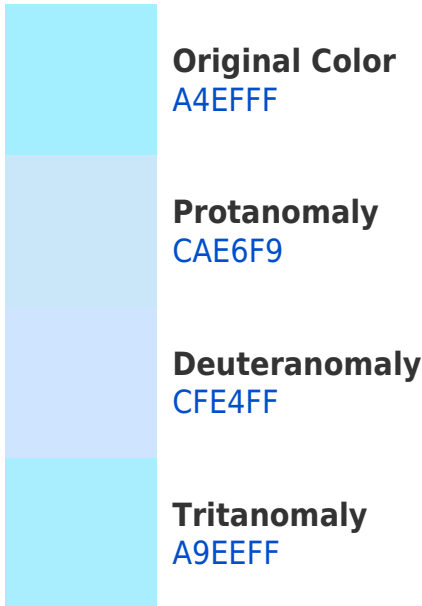 Original Color
A4EFFF
Protanomaly
CAE6F9
Deuteranomaly
CFE4FF
Tritanomaly
A9EEFF